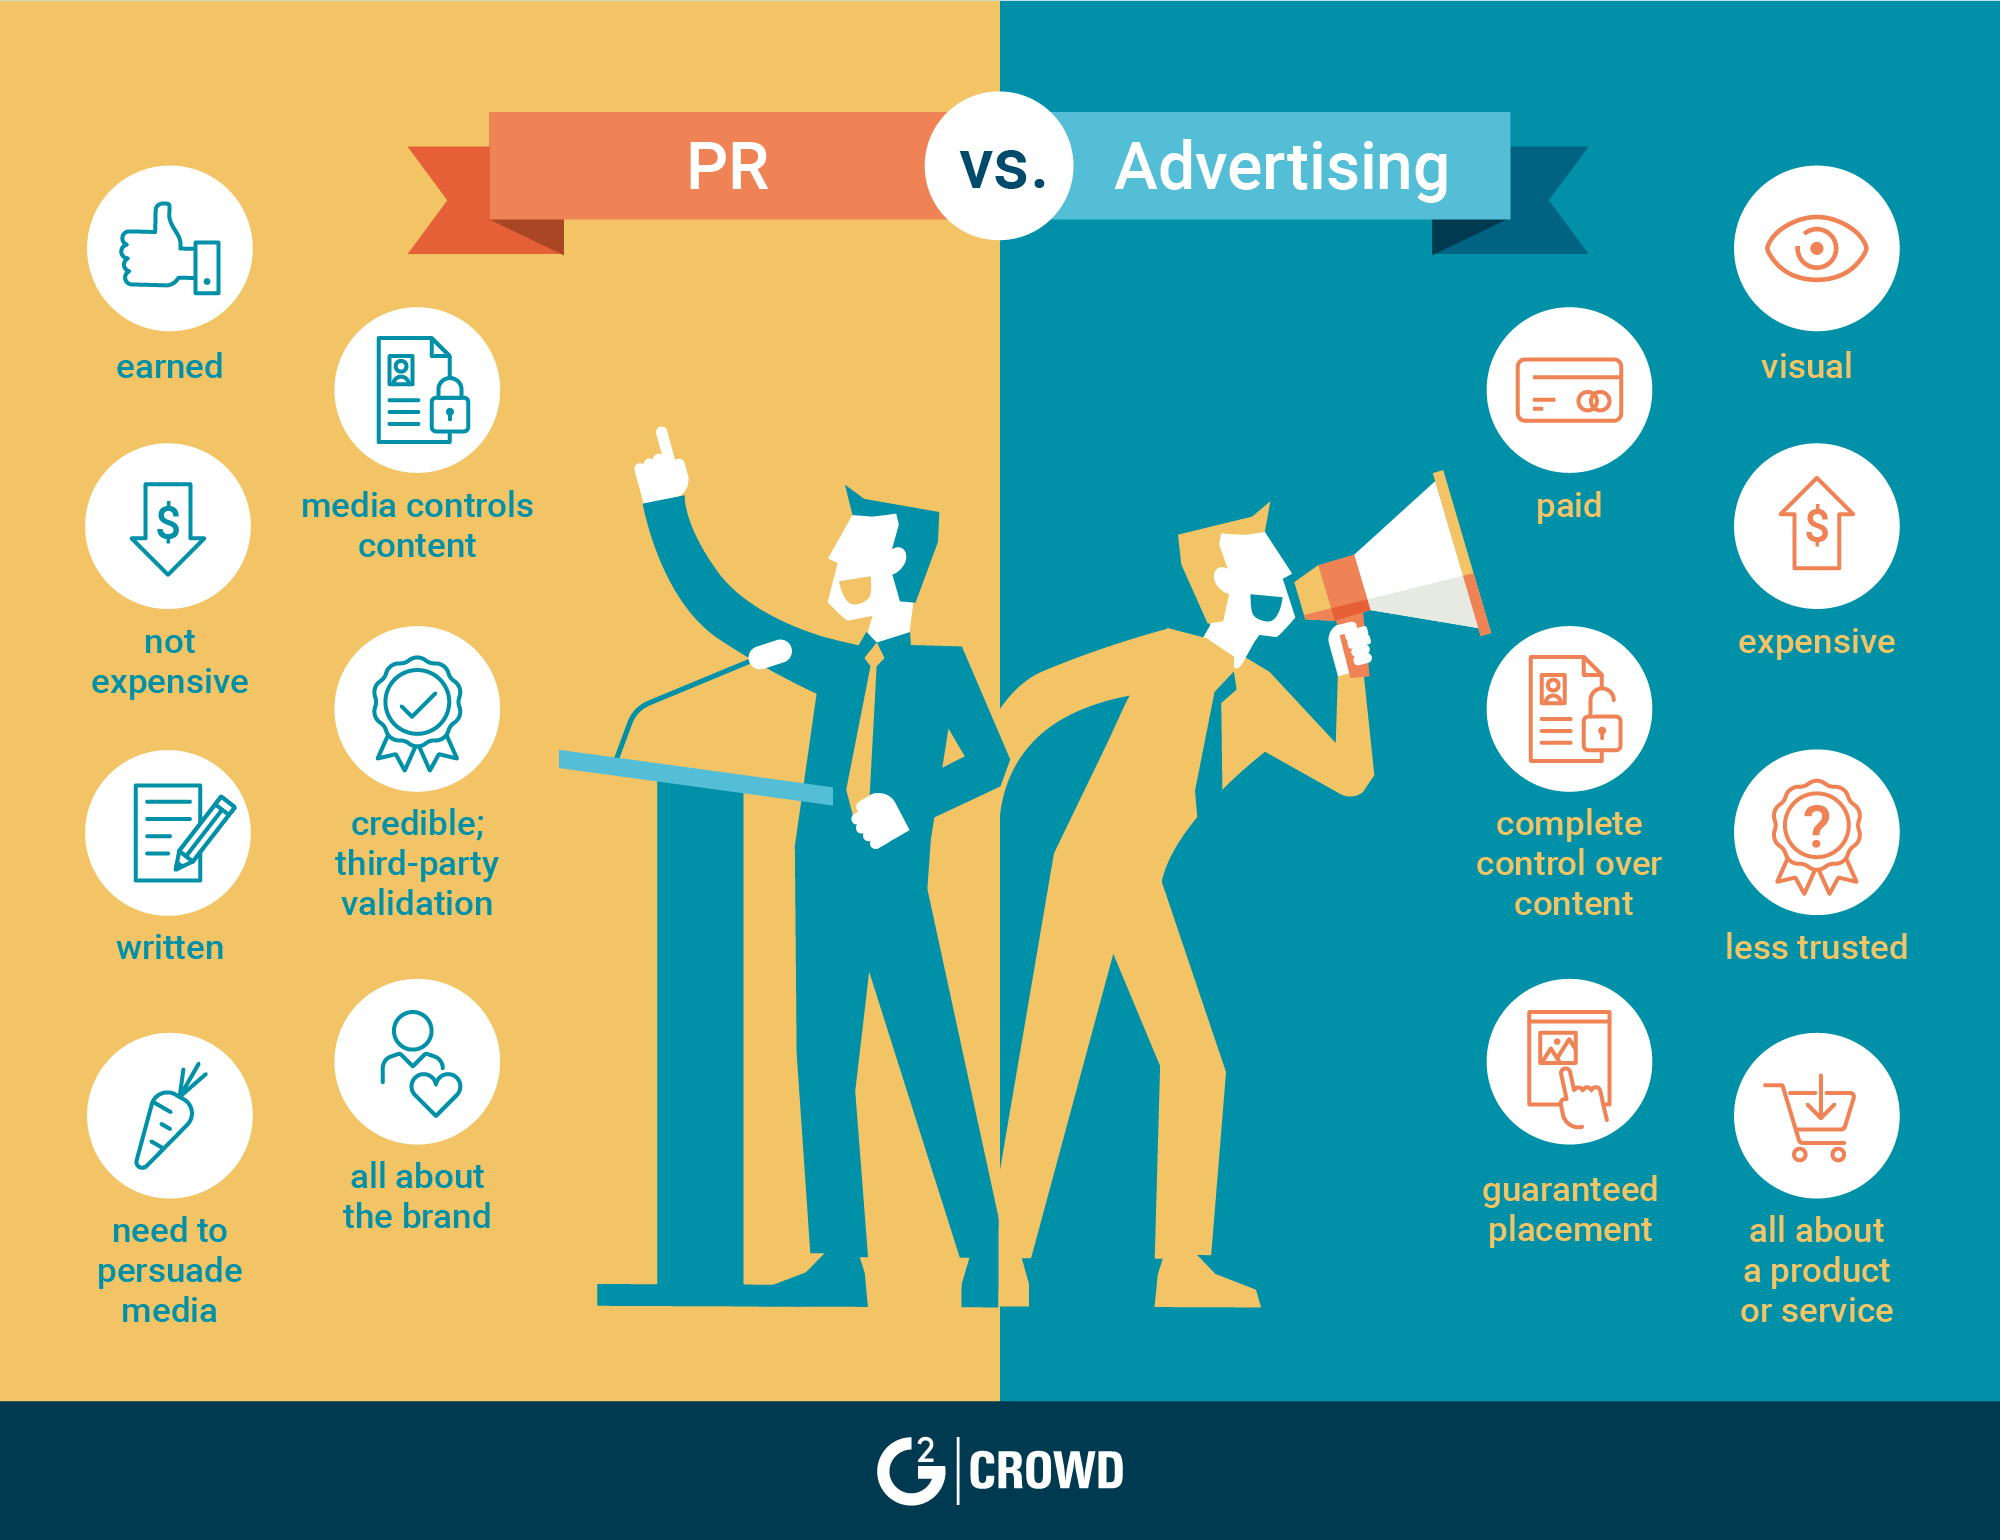 PR vs. Advertising
earned
media controls
content
not
expensive
credible;
third-party
validation
written
all about
the brand
need to
persuade
media
visual
paid
expensive
complete
control over
content
less trusted
guaranteed
placement
all about
a product
or service
$
$
?
G2 | CROWD